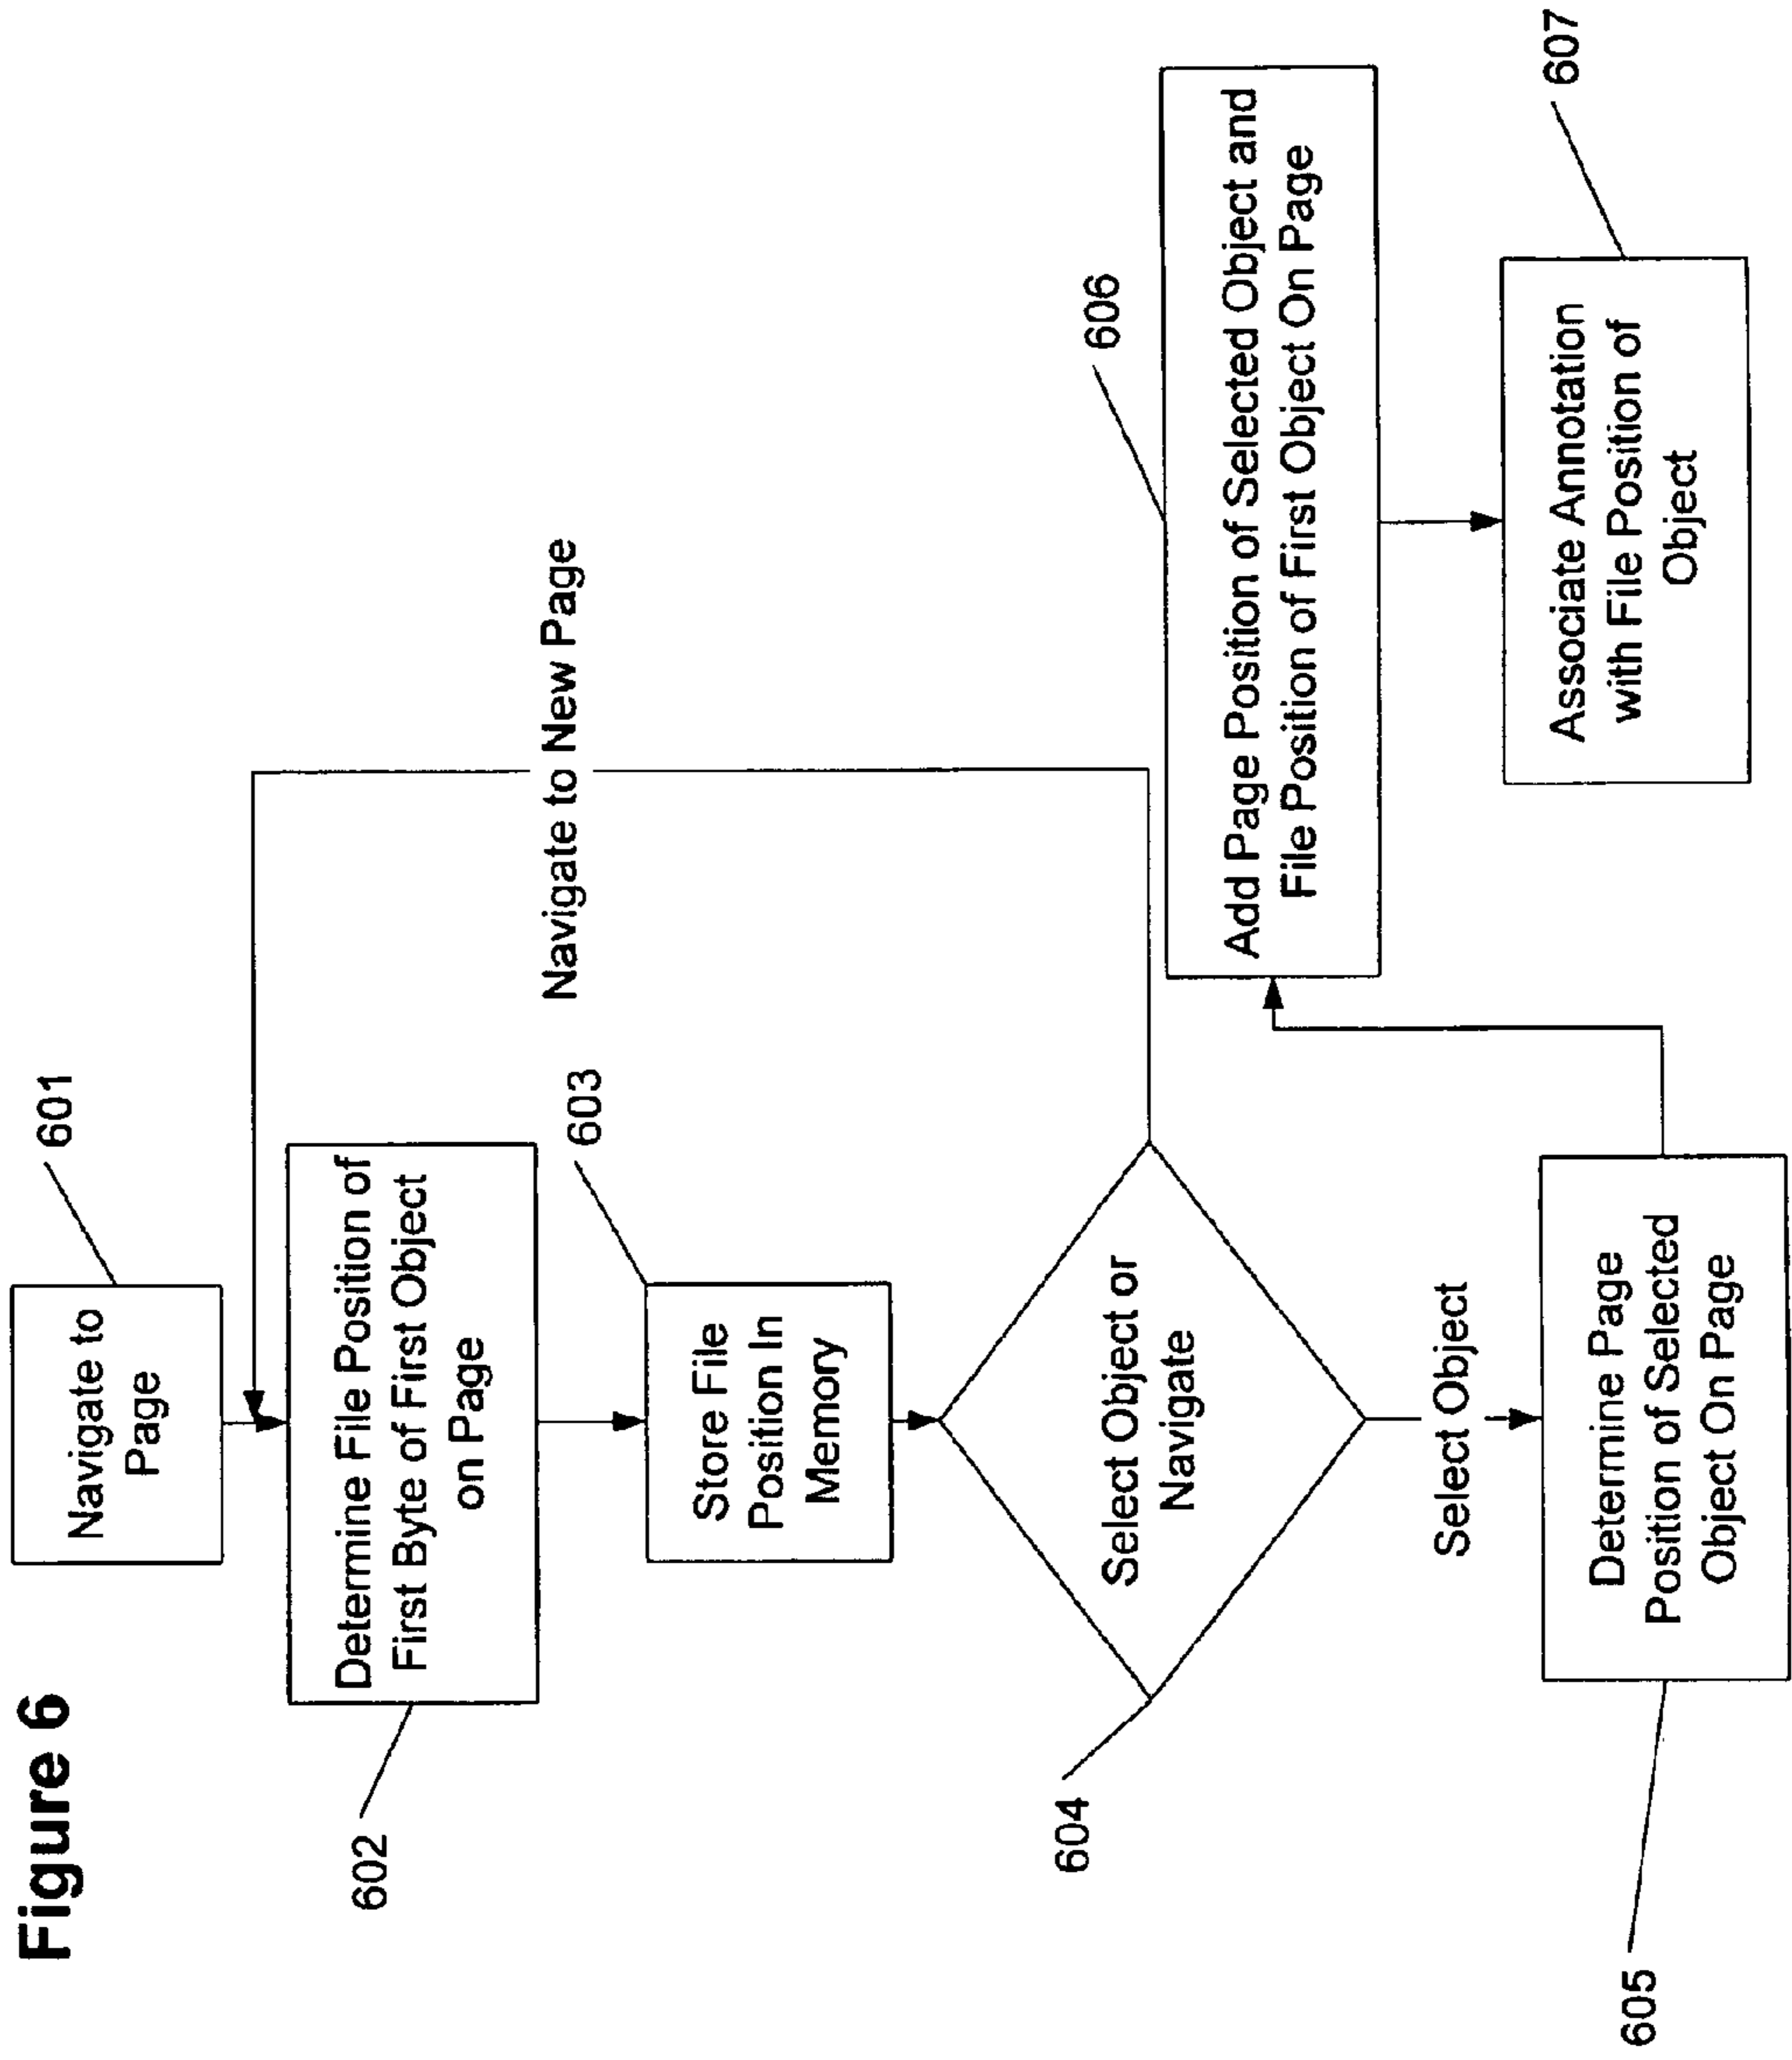 Figure 6
601
Navigate to
Page
602
Determine File Position of
First Byte of First Object
on Page
603
Store File
Position In
Memory
Navigate to New Page
604
Select Object or
Navigate
Select Object
605
Determine Page
Position of Selected
Object On Page
606
Add Page Position of Selected Object and
File Position of First Object On Page
607
Associate Annotation
with File Position of
Object